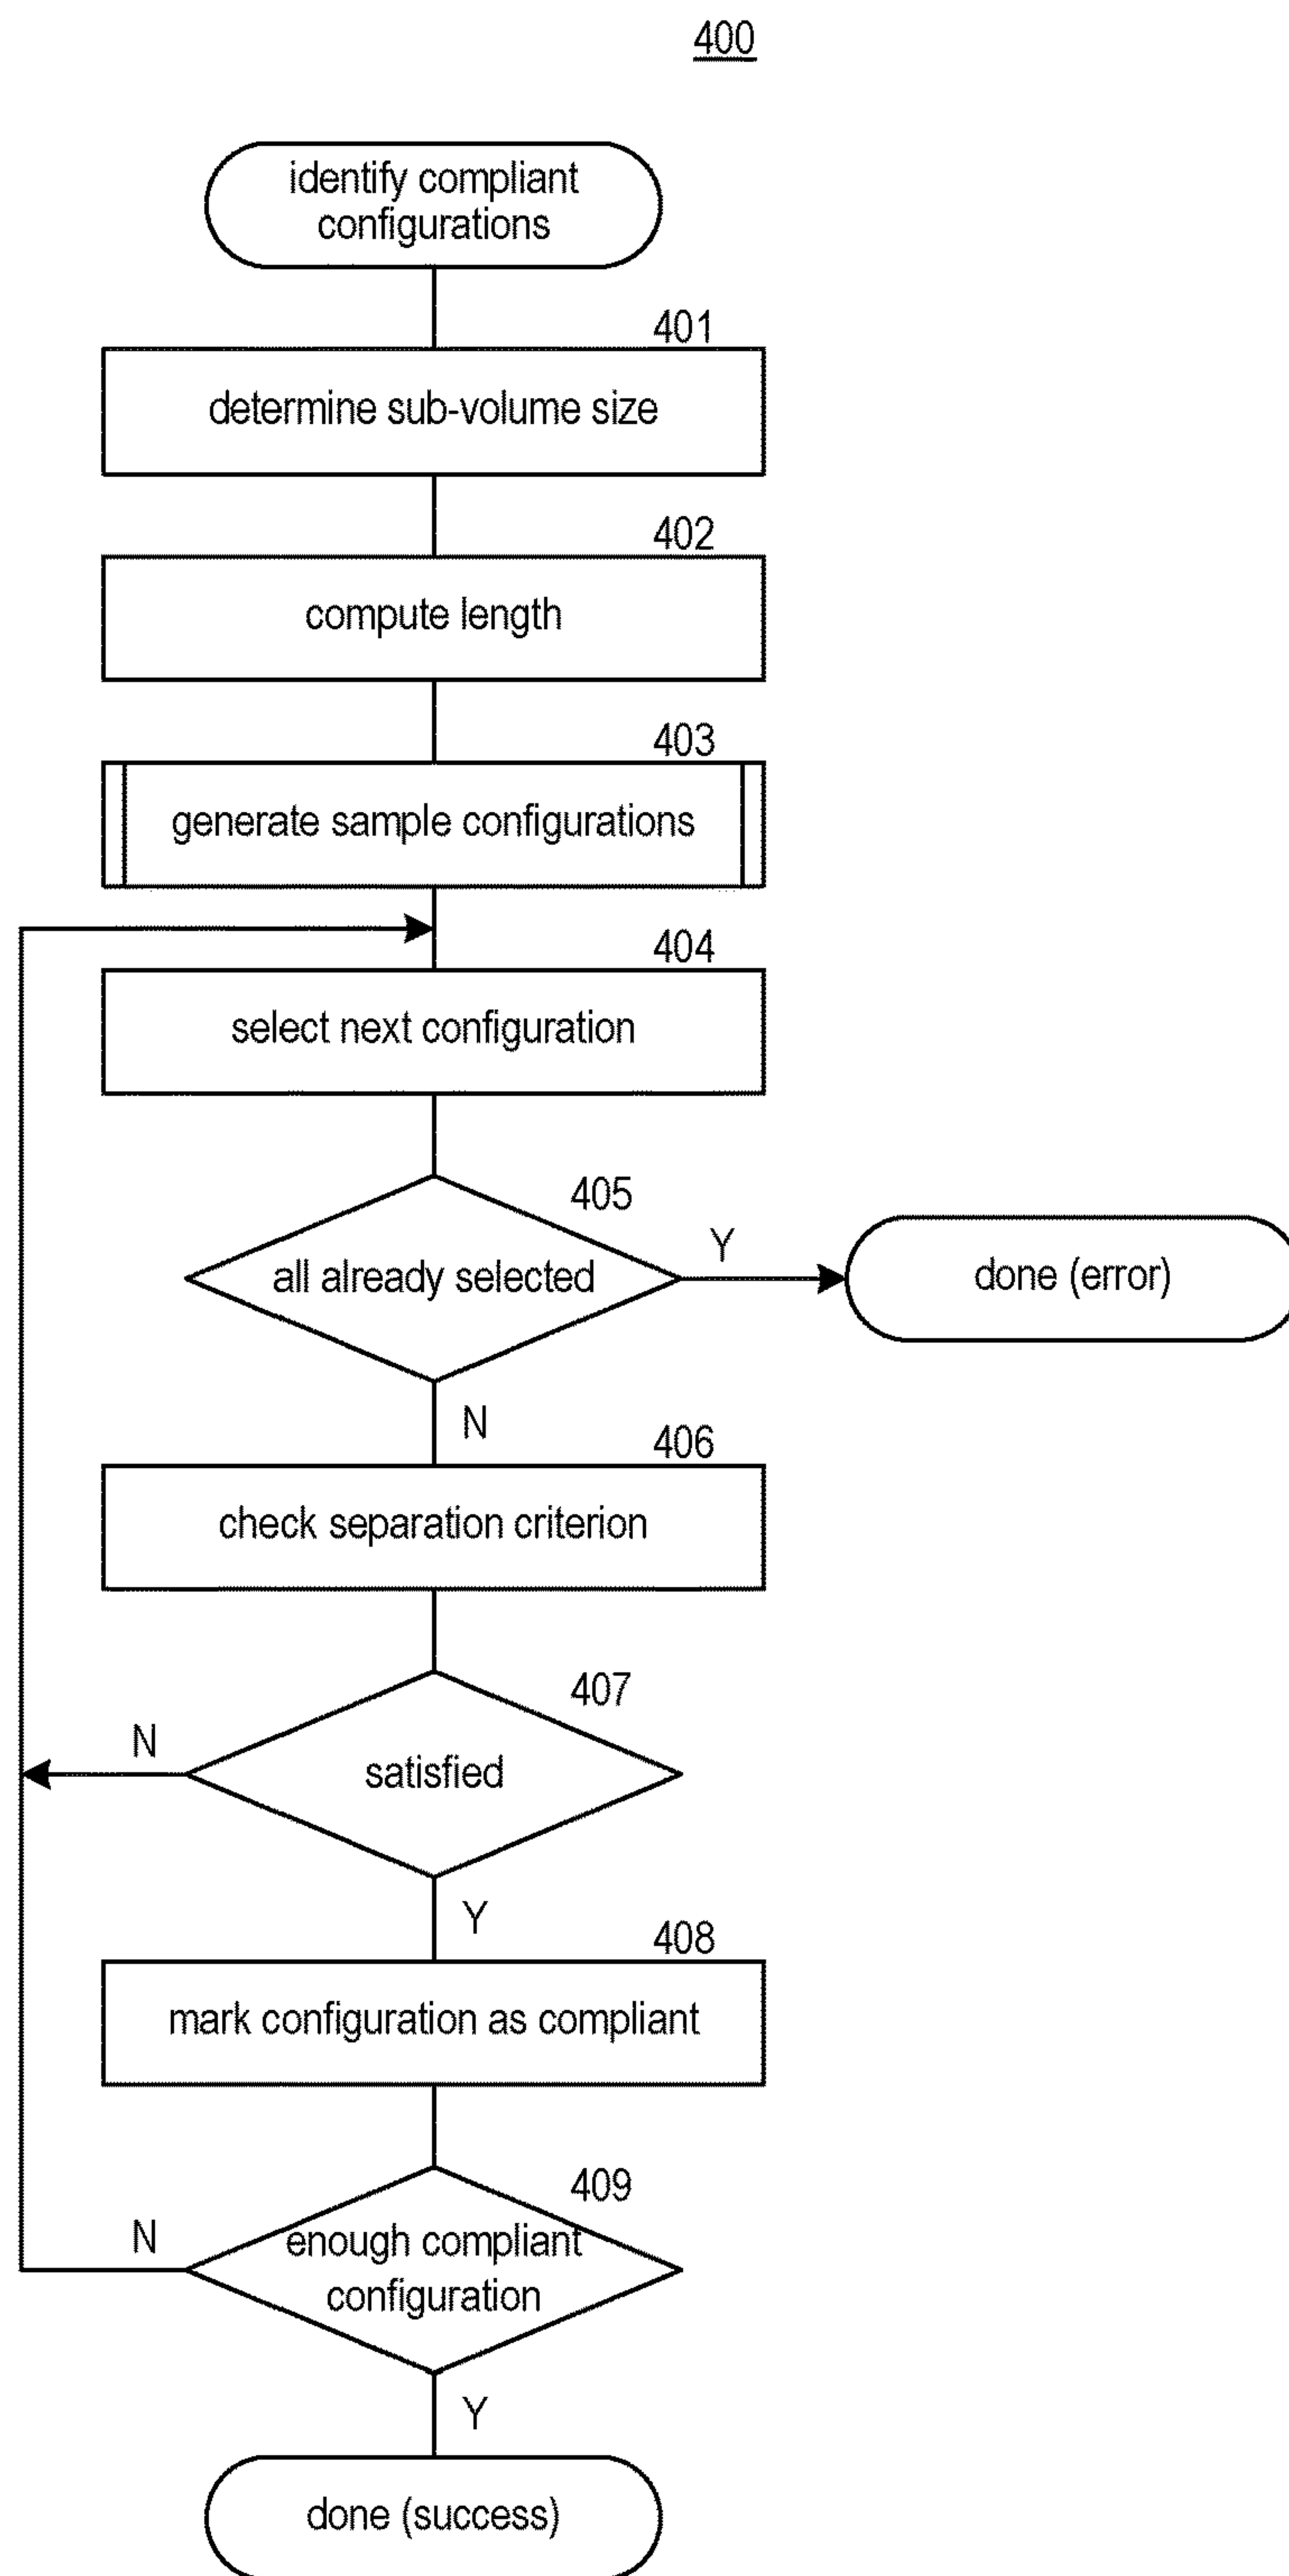 400
identify compliant
configurations
401
determine sub-volume size
402
compute length
403
generate sample configurations
404
select next configuration
405
all already selected
Y
done (error)
N
406
check separation criterion
407
satisfied
N
Y
408
mark configuration as compliant
409
enough compliant
configuration
N
Y
done (success)